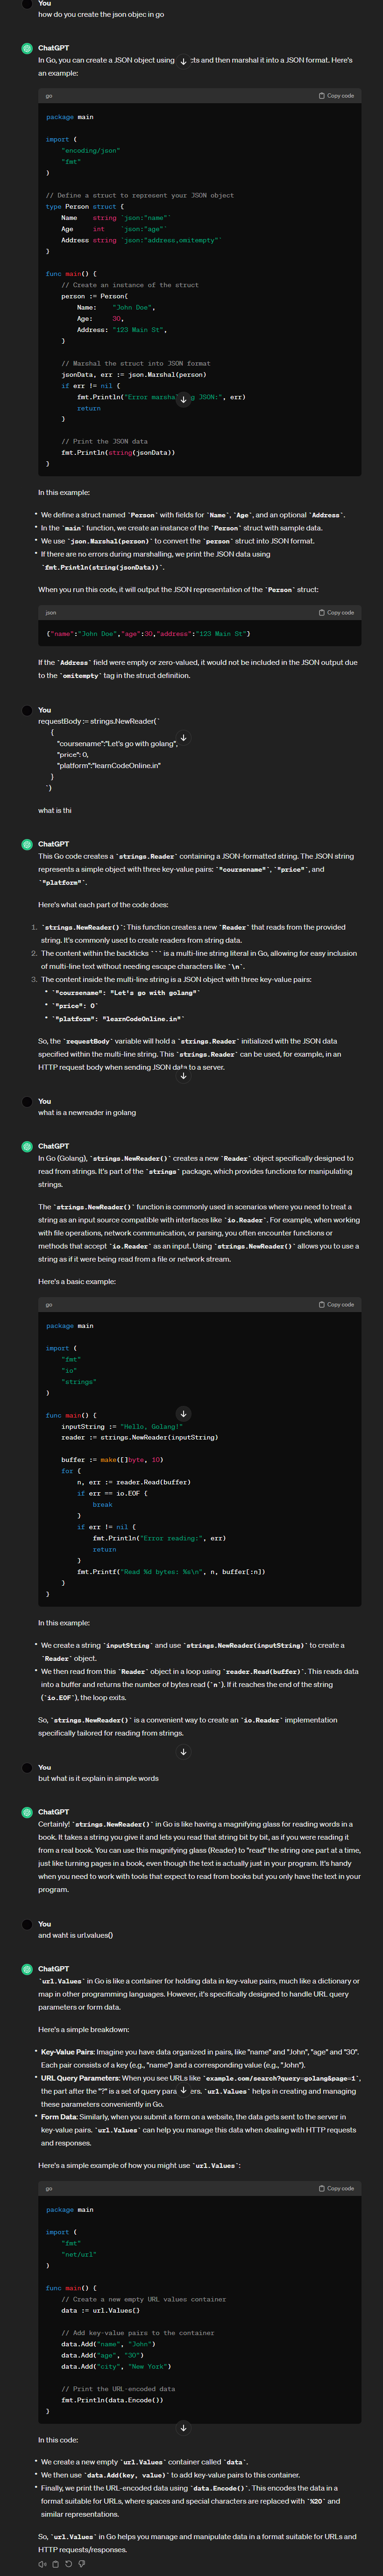 You
how do you create the json objec in go
ChatGPT
In Go, you can create a JSON object using cts and then marshal it into a JSON format. Here's
an example:
go
Copy code
package main
import (
"encoding/json"
"fmt"
)
// Define a struct to represent your JSON object
type Person struct {
Name string `json:"name"`
Age int `json:"age"`
Address string `json:"address,omitempty"`
}
func main() {
// Create an instance of the struct
person := Person{
Name: "John Doe",
Age: 30,
Address: "123 Main St",
}
// Marshal the struct into JSON format
jsonData, err := json.Marshal(person)
if err != nil {
fmt.Println("Error marsha g JSON:", err)
return
}
// Print the JSON data
fmt.Println(string(jsonData))
}
In this example:
• We define a struct named `Person` with fields for `Name`, `Age`, and an optional `Address`.
• In the `main` function, we create an instance of the `Person` struct with sample data.
• We use `json.Marshal(person)` to convert the `person` struct into JSON format.
• If there are no errors during marshalling, we print the JSON data using
`fmt.Println(string(jsonData))`.
When you run this code, it will output the JSON representation of the `Person` struct:
json
Copy code
{"name":"John Doe","age":30,"address":"123 Main St"}
If the `Address` field were empty or zero-valued, it would not be included in the JSON output due
to the `omitempty` tag in the struct definition.
You
requestBody := strings.NewReader(`
{
"coursename":"Let's go with golang",
"price": 0,
"platform":"learnCodeOnline.in"
}
`)
what is thi
ChatGPT
This Go code creates a `strings.Reader` containing a JSON-formatted string. The JSON string
represents a simple object with three key-value pairs: `"coursename"`, `"price"`, and
`"platform"`.
Here's what each part of the code does:
1. `strings.NewReader()`: This function creates a new `Reader` that reads from the provided
string. It's commonly used to create readers from string data.
2. The content within the backticks ``` is a multi-line string literal in Go, allowing for easy inclusion
of multi-line text without needing escape characters like `\n`.
3. The content inside the multi-line string is a JSON object with three key-value pairs:
• `"coursename": "Let's go with golang"`
• `"price": 0`
• `"platform": "learnCodeOnline.in"`
So, the `requestBody` variable will hold a `strings.Reader` initialized with the JSON data
specified within the multi-line string. This `strings.Reader` can be used, for example, in an
HTTP request body when sending JSON data to a server.
You
what is a newreader in golang
ChatGPT
In Go (Golang), `strings.NewReader()` creates a new `Reader` object specifically designed to
read from strings. It's part of the `strings` package, which provides functions for manipulating
strings.
The `strings.NewReader()` function is commonly used in scenarios where you need to treat a
string as an input source compatible with interfaces like `io.Reader`. For example, when working
with file operations, network communication, or parsing, you often encounter functions or
methods that accept `io.Reader` as an input. Using `strings.NewReader()` allows you to use a
string as if it were being read from a file or network stream.
Here's a basic example:
go
Copy code
package main
import (
"fmt"
"io"
"strings"
)
func main() {
inputString := "Hello, Golang!"
reader := strings.NewReader(inputString)
buffer := make([]byte, 10)
for {
n, err := reader.Read(buffer)
if err == io.EOF {
break
}
if err != nil {
fmt.Println("Error reading:", err)
return
}
fmt.Printf("Read %d bytes: %s\n", n, buffer[:n])
}
}
In this example:
• We create a string `inputString` and use `strings.NewReader(inputString)` to create a
`Reader` object.
• We then read from this `Reader` object in a loop using `reader.Read(buffer)`. This reads data
into a buffer and returns the number of bytes read (`n`). If it reaches the end of the string
(`io.EOF`), the loop exits.
So, `strings.NewReader()` is a convenient way to create an `io.Reader` implementation
specifically tailored for reading from strings.
You
but what is it explain in simple words
ChatGPT
Certainly! `strings.NewReader()` in Go is like having a magnifying glass for reading words in a
book. It takes a string you give it and lets you read that string bit by bit, as if you were reading it
from a real book. You can use this magnifying glass (Reader) to "read" the string one part at a time,
just like turning pages in a book, even though the text is actually just in your program. It's handy
when you need to work with tools that expect to read from books but you only have the text in your
program.
You
and waht is url.values()
ChatGPT
`url.Values` in Go is like a container for holding data in key-value pairs, much like a dictionary or
map in other programming languages. However, it's specifically designed to handle URL query
parameters or form data.
Here's a simple breakdown:
• Key-Value Pairs: Imagine you have data organized in pairs, like "name" and "John", "age" and "30".
Each pair consists of a key (e.g., "name") and a corresponding value (e.g., "John").
• URL Query Parameters: When you see URLs like `example.com/search?query=golang&page=1`,
the part after the "?" is a set of query para ers. `url.Values` helps in creating and managing
these parameters conveniently in Go.
• Form Data: Similarly, when you submit a form on a website, the data gets sent to the server in
key-value pairs. `url.Values` can help you manage this data when dealing with HTTP requests
and responses.
Here's a simple example of how you might use `url.Values`:
go
Copy code
package main
import (
"fmt"
"net/url"
)
func main() {
// Create a new empty URL values container
data := url.Values{}
// Add key-value pairs to the container
data.Add("name", "John")
data.Add("age", "30")
data.Add("city", "New York")
// Print the URL-encoded data
fmt.Println(data.Encode())
}
In this code:
• We create a new empty `url.Values` container called `data`.
• We then use `data.Add(key, value)` to add key-value pairs to this container.
• Finally, we print the URL-encoded data using `data.Encode()`. This encodes the data in a
format suitable for URLs, where spaces and special characters are replaced with `%20` and
similar representations.
So, `url.Values` in Go helps you manage and manipulate data in a format suitable for URLs and
HTTP requests/responses.